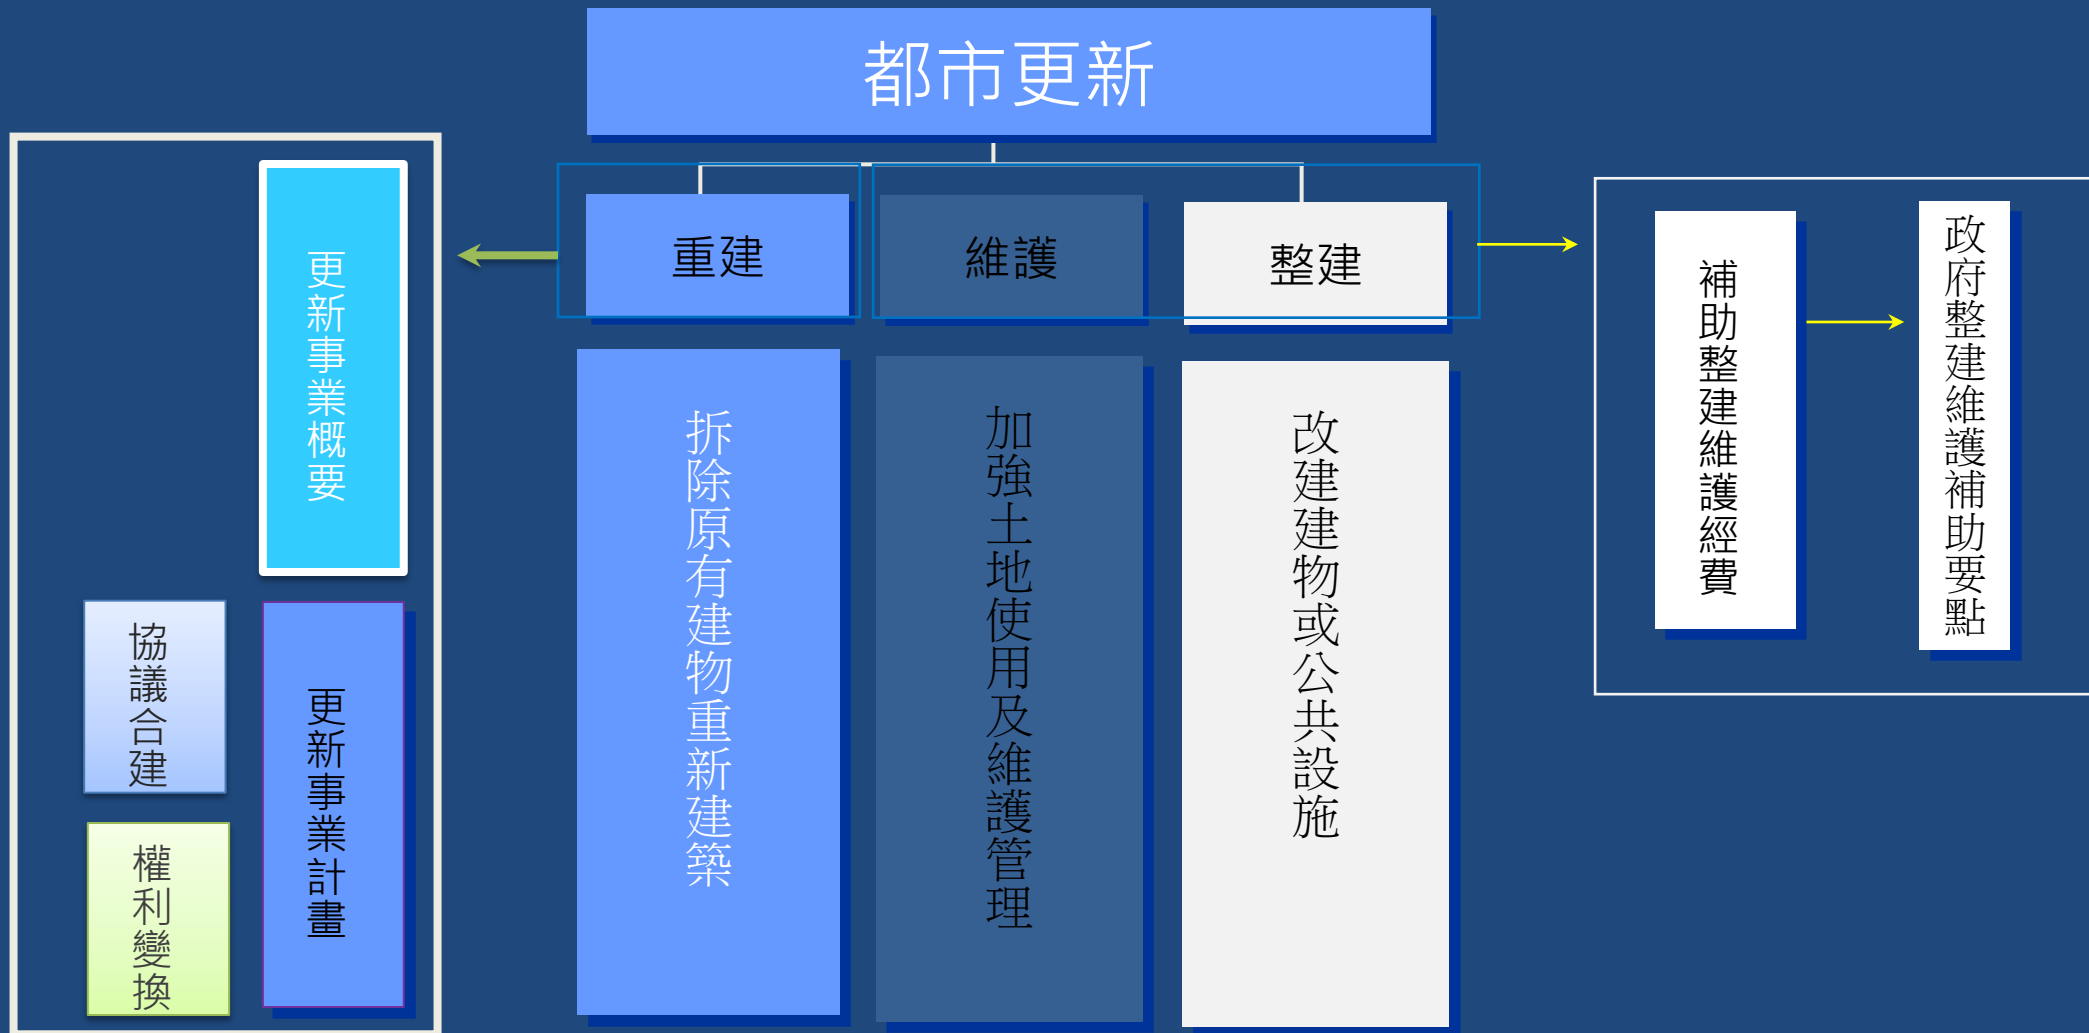 都市更新
重建
維護
整建
更新事業概要
更新事業計畫
協議合建
權利變換
拆除原有建物重新建築
加強土地使用及維護管理
改建建物或公共設施
補助整建維護經費
政府整建維護補助要點